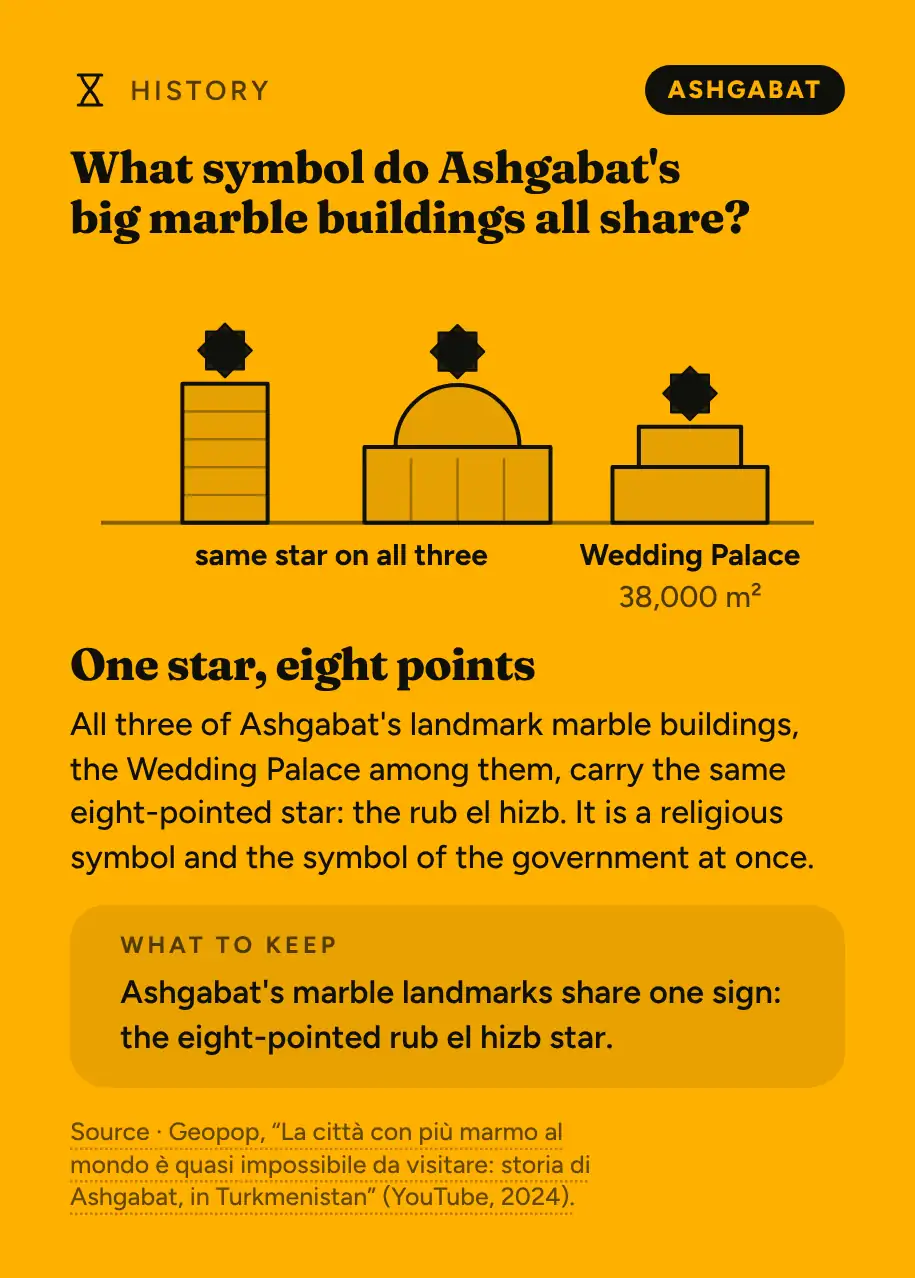 HISTORY
ASHGABAT
What symbol do Ashgabat's
big marble buildings all share?
same star on all three
Wedding Palace
38,000 m²
One star, eight points
All three of Ashgabat's landmark marble buildings,
the Wedding Palace among them, carry the same
eight-pointed star: the rub el hizb. It is a religious
symbol and the symbol of the government at once.
WHAT TO KEEP
Ashgabat's marble landmarks share one sign:
the eight-pointed rub el hizb star.
Source · Geopop, “La città con più marmo al
mondo è quasi impossibile da visitare: storia di
Ashgabat, in Turkmenistan” (YouTube, 2024).